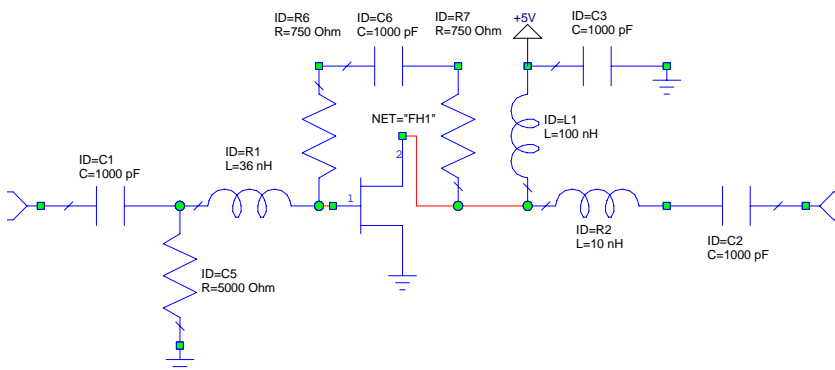 ID=R6
R=750 Ohm
ID=C6
C=1000 pF
ID=R7
R=750 Ohm
+5V
ID=C3
C=1000 pF
NET="FH1"
2
ID=L1
L=100 nH
ID=C1
C=1000 pF
ID=R1
L=36 nH
1
ID=R2
L=10 nH
ID=C2
C=1000 pF
ID=C5
R=5000 Ohm